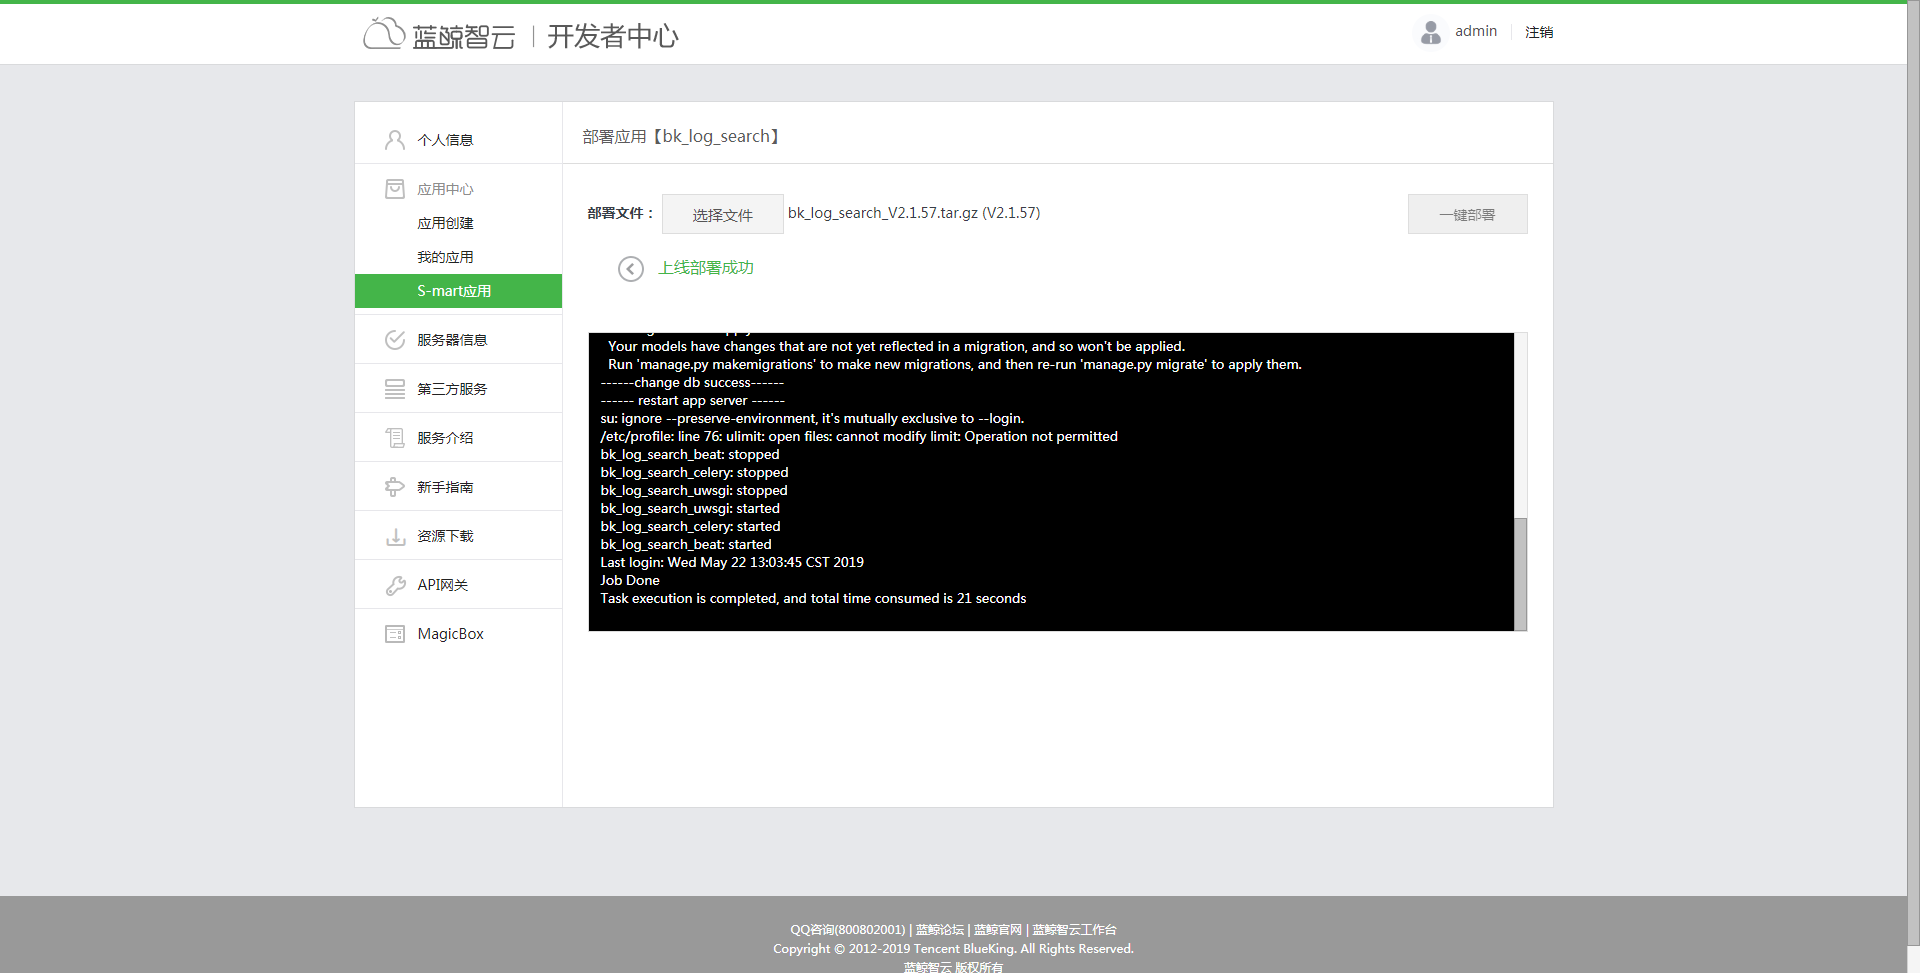 蓝鲸智云 | 开发者中心
admin
注销
个人信息
应用中心
应用创建
我的应用
S-mart应用
服务器信息
第三方服务
服务介绍
新手指南
资源下载
API网关
MagicBox
部署应用【bk_log_search】
部署文件：
选择文件
bk_log_search_V2.1.57.tar.gz (V2.1.57)
一键部署
上线部署成功
Your models have changes that are not yet reflected in a migration, and so won't be applied.
Run 'manage.py makemigrations' to make new migrations, and then re-run 'manage.py migrate' to apply them.
------change db success------
------ restart app server ------
su: ignore --preserve-environment, it's mutually exclusive to --login.
/etc/profile: line 76: ulimit: open files: cannot modify limit: Operation not permitted
bk_log_search_beat: stopped
bk_log_search_celery: stopped
bk_log_search_uwsgi: stopped
bk_log_search_uwsgi: started
bk_log_search_celery: started
bk_log_search_beat: started
Last login: Wed May 22 13:03:45 CST 2019
Job Done
Task execution is completed, and total time consumed is 21 seconds
QQ咨询(800802001) | 蓝鲸论坛 | 蓝鲸官网 | 蓝鲸智云工作台
Copyright © 2012-2019 Tencent BlueKing. All Rights Reserved.
蓝鲸智云 版权所有